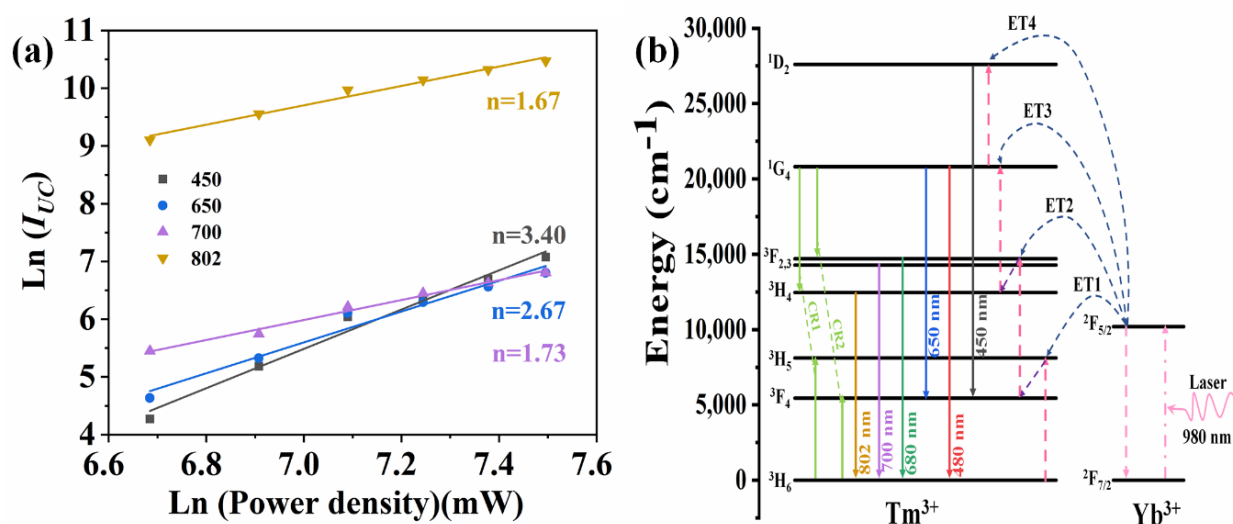 (a)
11
10
9
8
7
6
5
4
Ln (I_UC)
n=1.67
450
650
700
802
n=3.40
n=2.67
n=1.73
6.6
6.8
7.0
7.2
7.4
7.6
Ln (Power density)(mW)
(b)
30,000
25,000
20,000
15,000
10,000
5,000
0
Energy (cm⁻¹)
¹D₂
¹G₄
³F₂,₃
³H₄
³H₅
³F₄
³H₆
ET4
ET3
ET2
ET1
CR1
CR2
802 nm
700 nm
680 nm
650 nm
480 nm
450 nm
²F₅/₂
Laser
980 nm
²F₇/₂
Tm³⁺
Yb³⁺